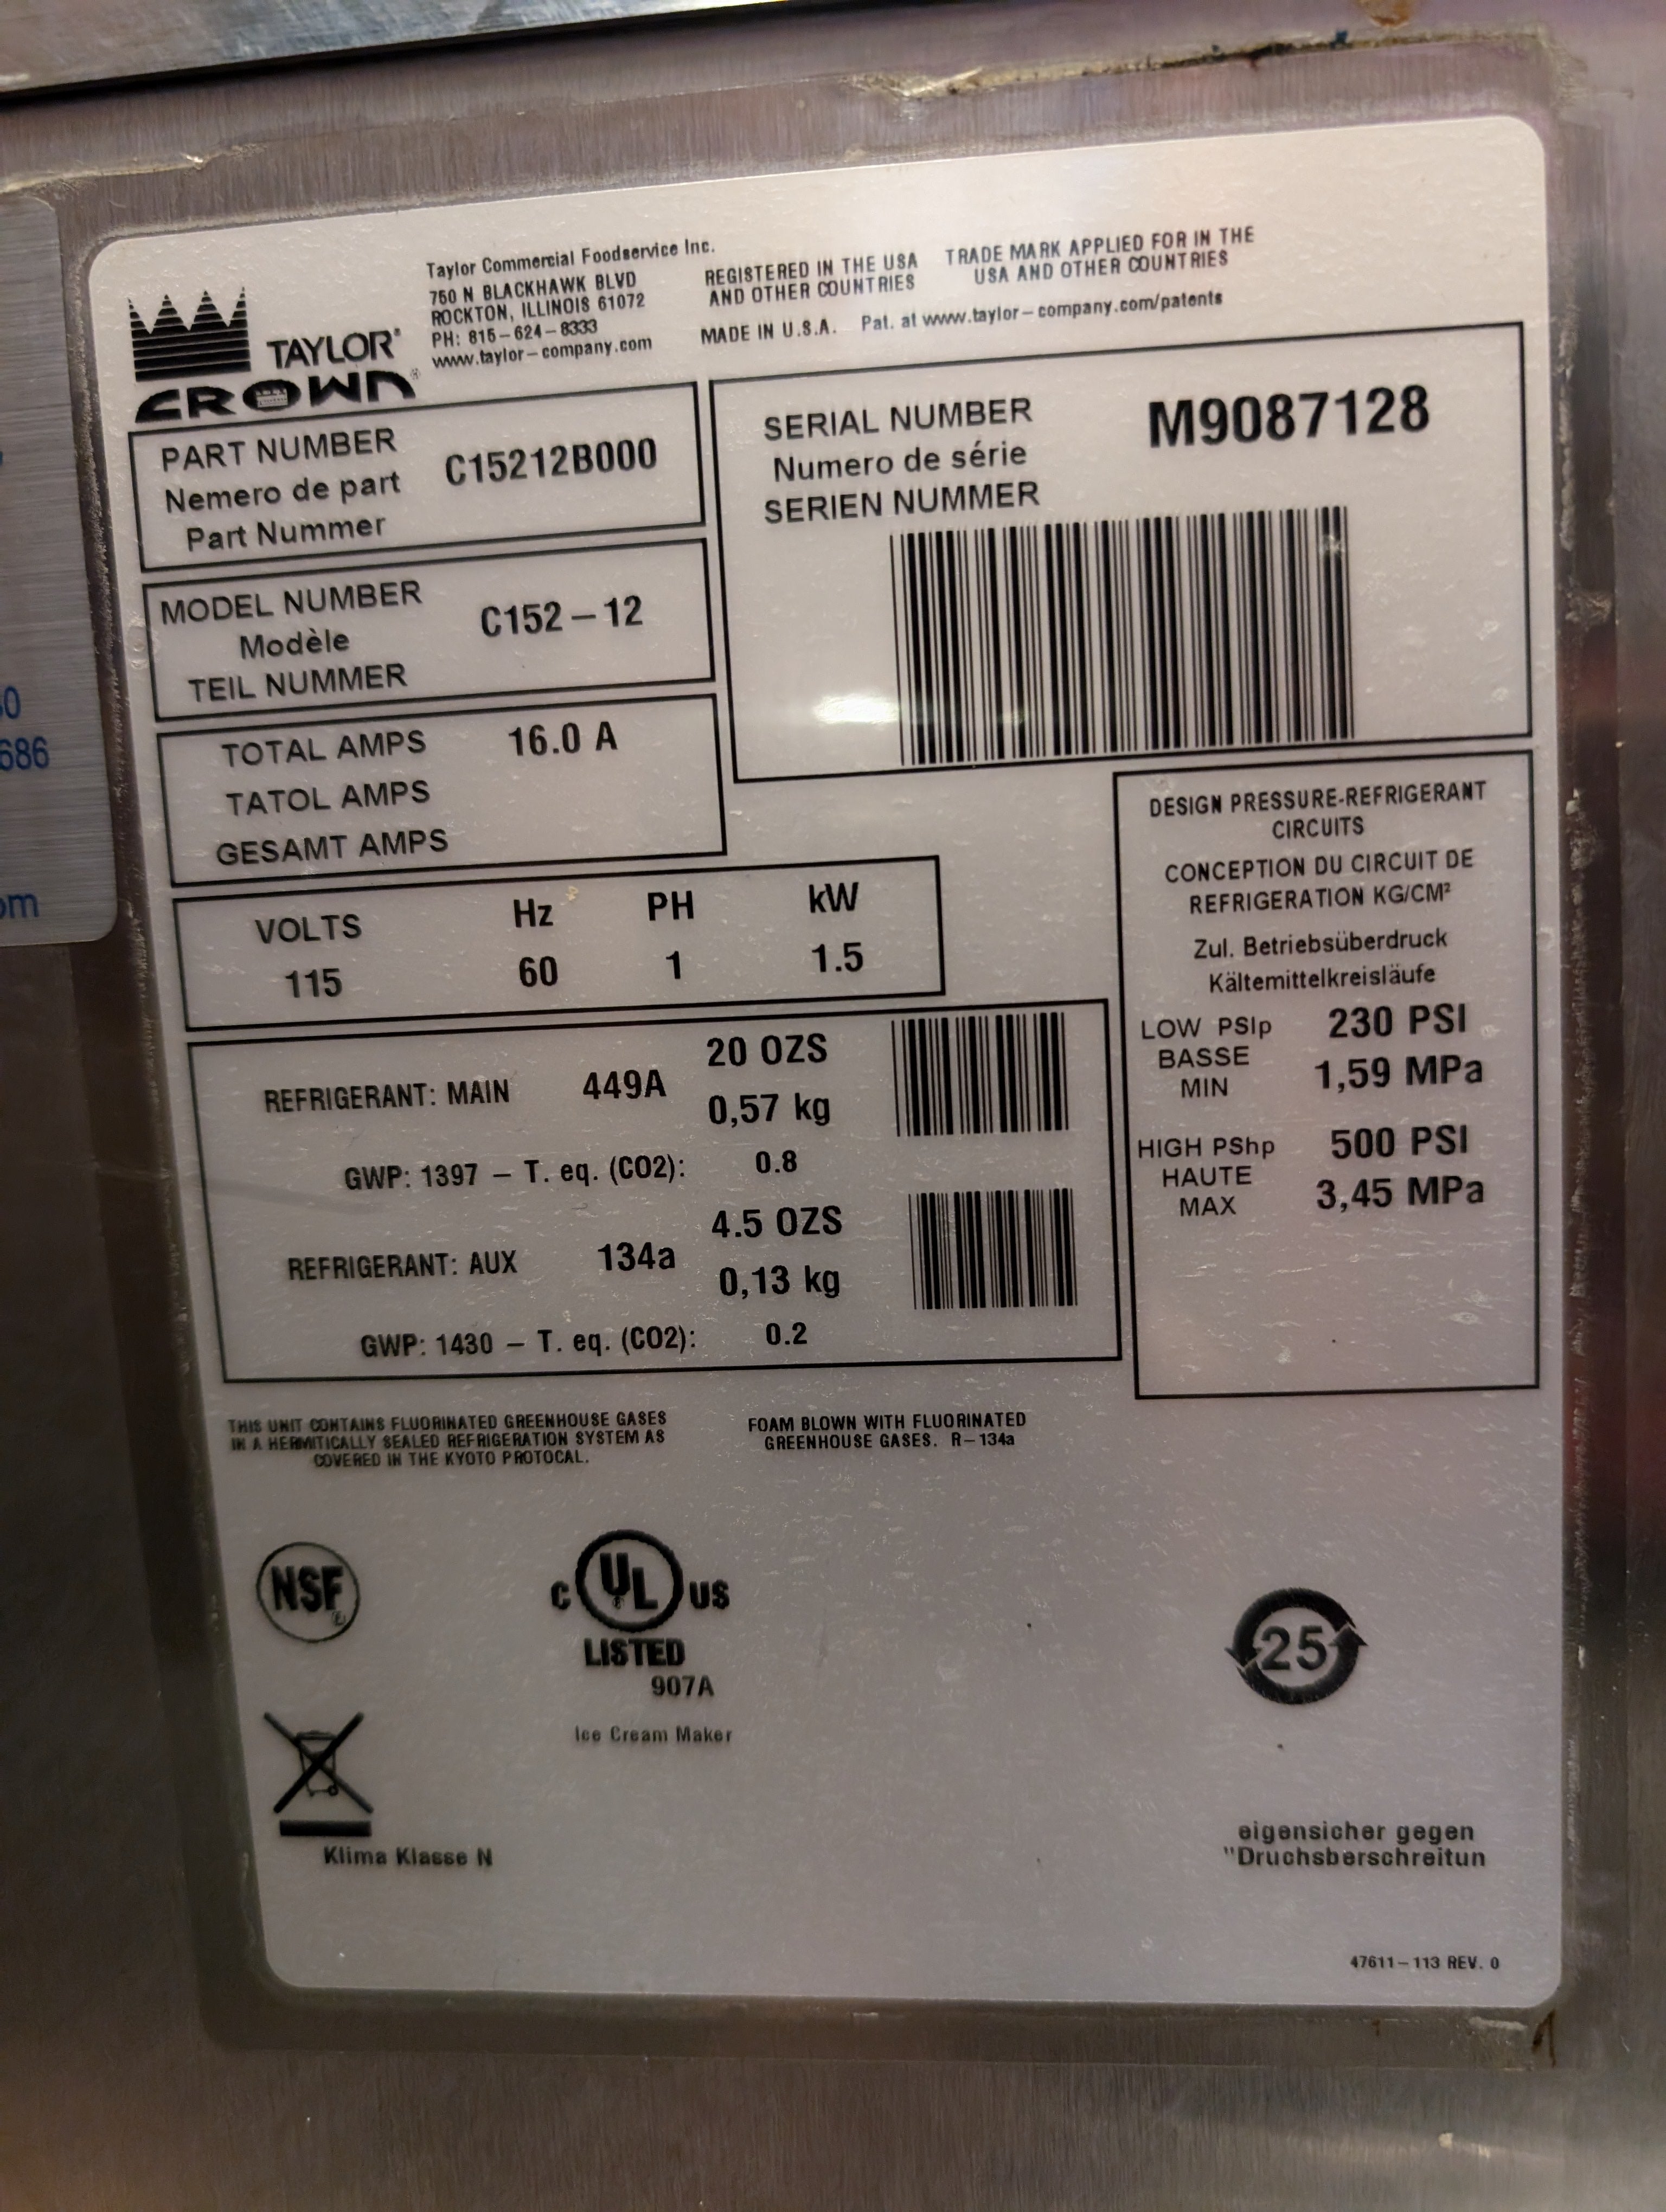 TAYLOR®
CROWN®
Taylor Commercial Foodservice Inc.
750 N BLACKHAWK BLVD
ROCKTON, ILLINOIS 61072
PH: 815-624-8333
www.taylor-company.com
REGISTERED IN THE USA
AND OTHER COUNTRIES
TRADE MARK APPLIED FOR IN THE
USA AND OTHER COUNTRIES
MADE IN U.S.A. Pat. at www.taylor-company.com/patents
PART NUMBER C15212B000
Nemero de part
Part Nummer
SERIAL NUMBER M9087128
Numero de série
SERIEN NUMMER
MODEL NUMBER C152-12
Modèle
TEIL NUMMER
TOTAL AMPS 16.0 A
TATOL AMPS
GESAMT AMPS
VOLTS Hz PH kW
115 60 1 1.5
DESIGN PRESSURE-REFRIGERANT
CIRCUITS
CONCEPTION DU CIRCUIT DE
REFRIGERATION KG/CM²
Zul. Betriebsüberdruck
Kältemittelkreisläufe
LOW PSIp 230 PSI
BASSE
MIN 1,59 MPa
HIGH PShp 500 PSI
HAUTE
MAX 3,45 MPa
REFRIGERANT: MAIN 449A 20 OZS
0,57 kg
GWP: 1397 – T. eq. (CO2): 0.8
REFRIGERANT: AUX 134a 4.5 OZS
0,13 kg
GWP: 1430 – T. eq. (CO2): 0.2
THIS UNIT CONTAINS FLUORINATED GREENHOUSE GASES
IN A HERMITICALLY SEALED REFRIGERATION SYSTEM AS
COVERED IN THE KYOTO PROTOCAL.
FOAM BLOWN WITH FLUORINATED
GREENHOUSE GASES. R-134a
NSF
C UL US
LISTED
907A
Ice Cream Maker
25
Klima Klasse N
eigensicher gegen
"Druchsberschreitun
47611-113 REV. 0
686
om